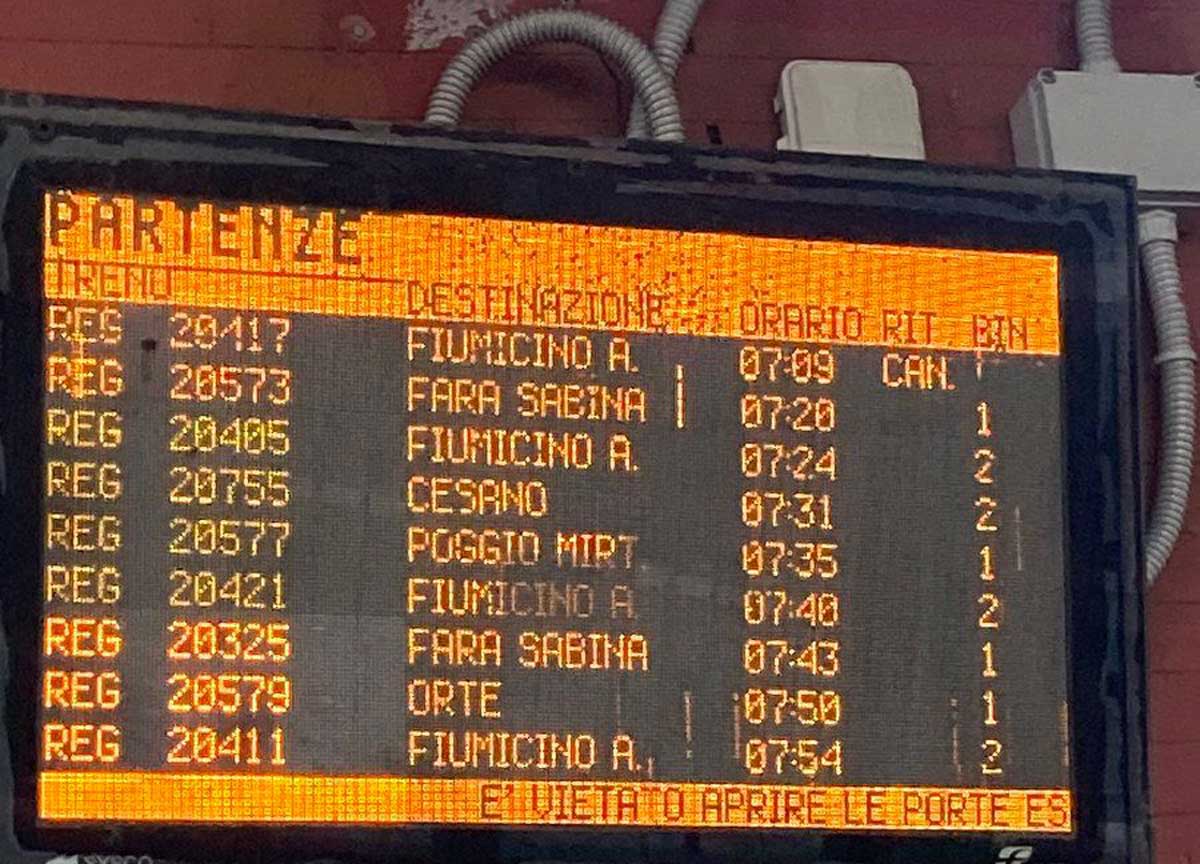 PARTENZE
TRENO DESTINAZIONE ORARIO RIT. BIN
REG 20417 FIUMICINO A. 07:09 CAN.
REG 20573 FARA SABINA 07:20 1
REG 20405 FIUMICINO A. 07:24 2
REG 20755 CESANO 07:31 2
REG 20577 POGGIO MIRT. 07:35 1
REG 20421 FIUMICINO A. 07:40 2
REG 20325 FARA SABINA 07:43 1
REG 20579 ORTE 07:50 1
REG 20411 FIUMICINO A. 07:54 2
E' VIETATO APRIRE LE PORTE ES